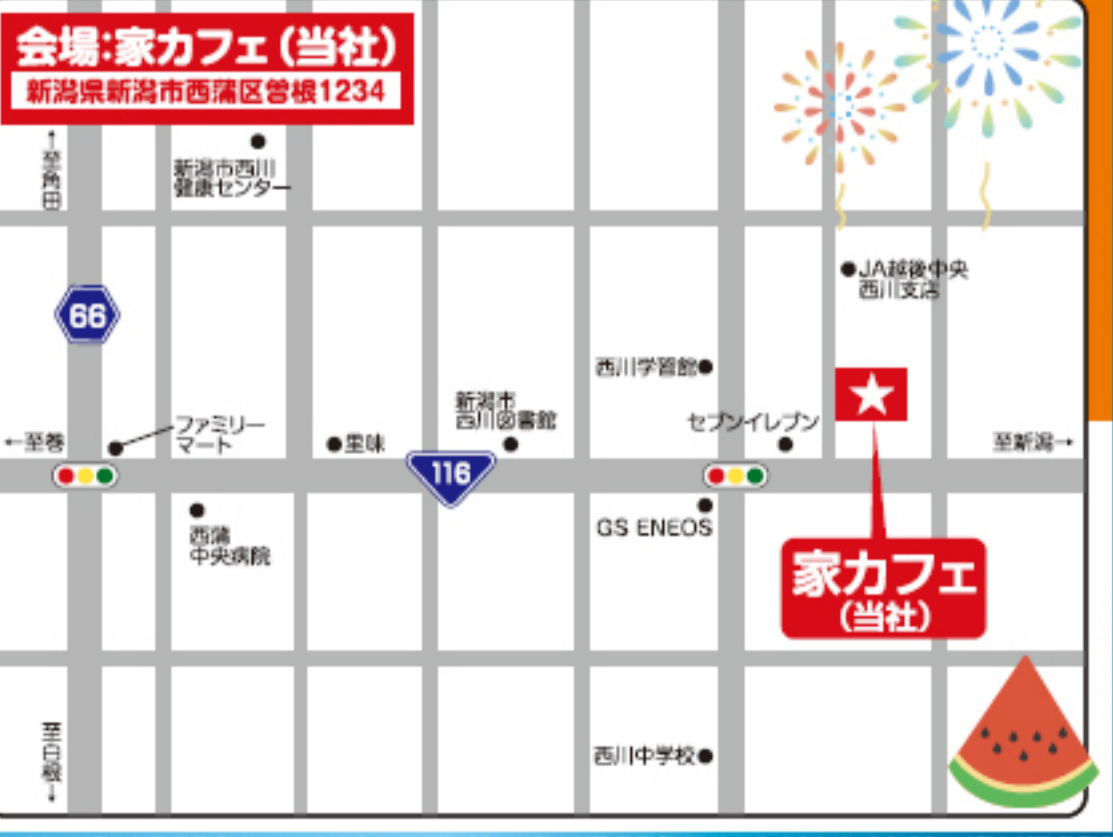 会場:家カフェ(当社)
新潟県新潟市西蒲区曽根1234
↑至角田
新潟市西川
健康センター
JA越後中央
西川支店
66
西川学習館
新潟市
西川図書館
セブンイレブン
ファミリー
マート
←至巻
里味
至新潟→
116
GS ENEOS
西蒲
中央病院
家カフェ
(当社)
至白根→
西川中学校